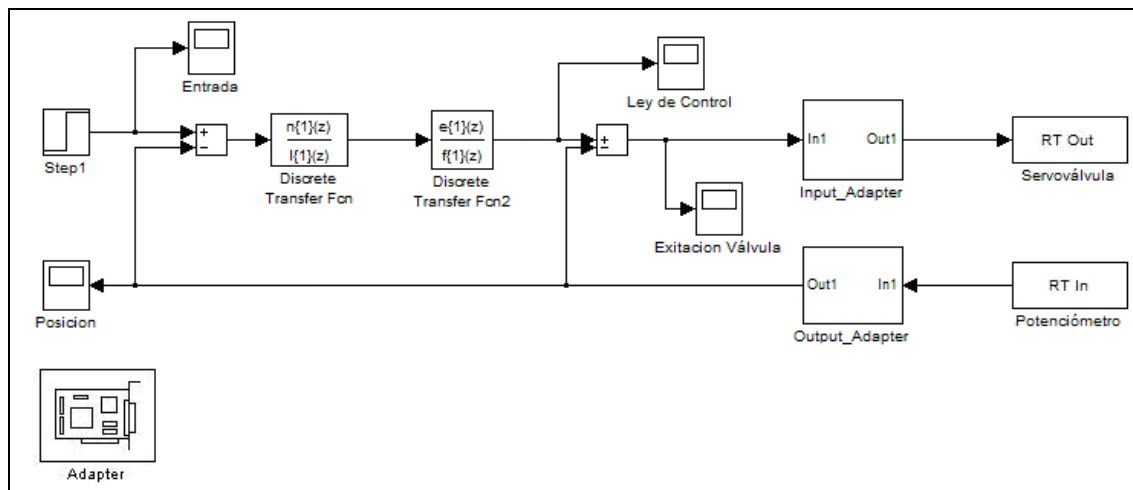 Entrada
Step1
+
−
n{1}(z)
l{1}(z)
Discrete
Transfer Fcn
e{1}(z)
f{1}(z)
Discrete
Transfer Fcn2
Ley de Control
+
−
Exitacion Válvula
In1 Out1
Input_Adapter
RT Out
Servoválvula
Posicion
Out1 In1
Output_Adapter
RT In
Potenciómetro
Adapter